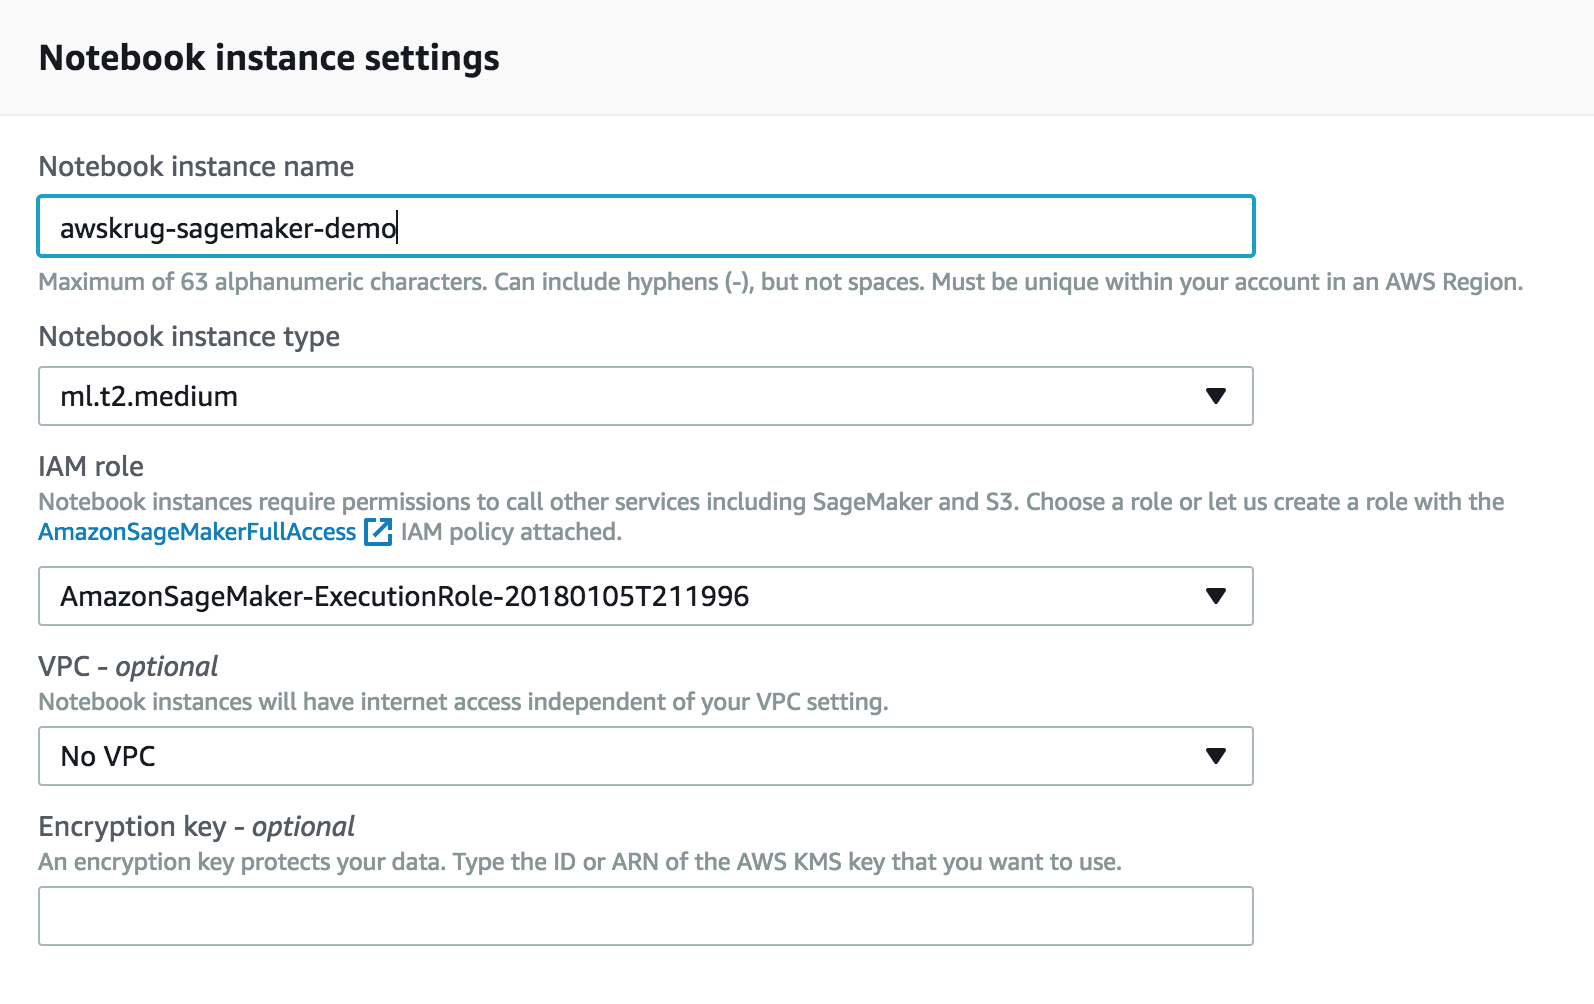 Notebook instance settings
Notebook instance name
awskrug-sagemaker-demo
Maximum of 63 alphanumeric characters. Can include hyphens (-), but not spaces. Must be unique within your account in an AWS Region.
Notebook instance type
ml.t2.medium
IAM role
Notebook instances require permissions to call other services including SageMaker and S3. Choose a role or let us create a role with the
AmazonSageMakerFullAccess IAM policy attached.
AmazonSageMaker-ExecutionRole-20180105T211996
VPC - optional
Notebook instances will have internet access independent of your VPC setting.
No VPC
Encryption key - optional
An encryption key protects your data. Type the ID or ARN of the AWS KMS key that you want to use.